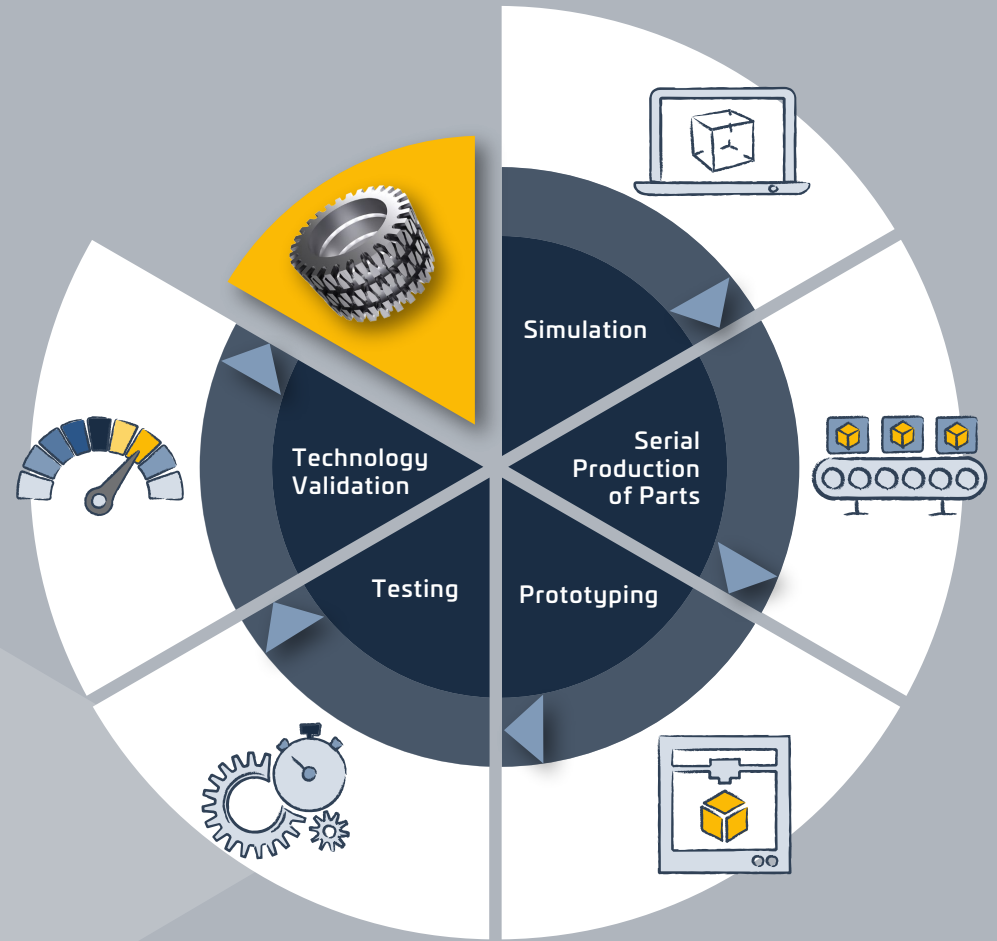 Simulation
Serial
Production
of Parts
Prototyping
Testing
Technology
Validation